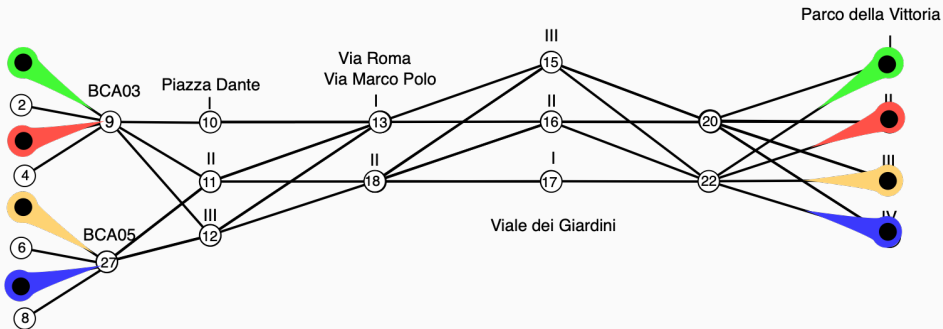 Parco della Vittoria
I
III
Via Roma
Via Marco Polo
BCA03
Piazza Dante
I
I
II
2
9
10
13
15
16
20
II
4
II
II
I
III
11
18
17
22
III
BCA05
12
Viale dei Giardini
IV
6
27
8